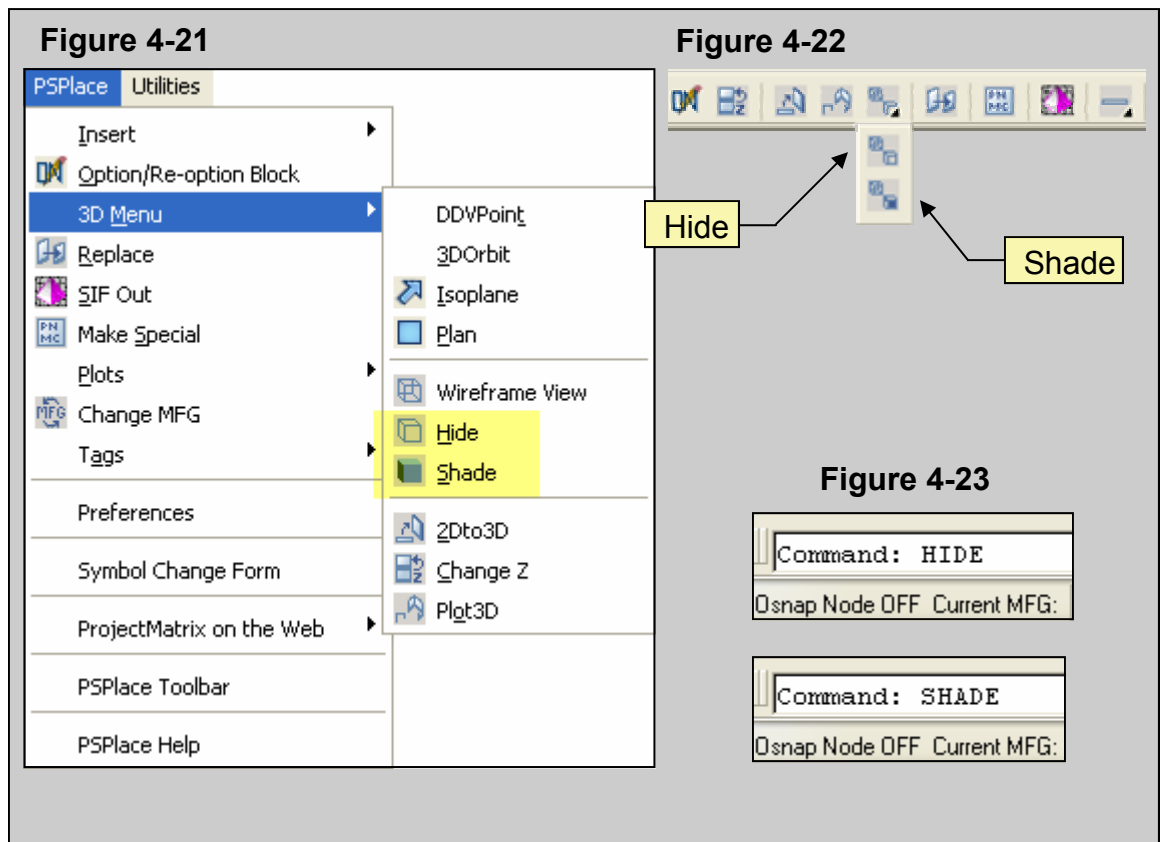 Figure 4-21
PSPlace Utilities
Insert
Option/Re-option Block
3D Menu
Replace
SIF Out
Make Special
Plots
MFG Change MFG
Tags
Preferences
Symbol Change Form
ProjectMatrix on the Web
PSPlace Toolbar
PSPlace Help
DDVPoint
3DOrbit
Isoplane
Plan
Wireframe View
Hide
Shade
2Dto3D
Change Z
Plot3D
Figure 4-22
Hide
Shade
Figure 4-23
Command: HIDE
Osnap Node OFF Current MFG:
Command: SHADE
Osnap Node OFF Current MFG: